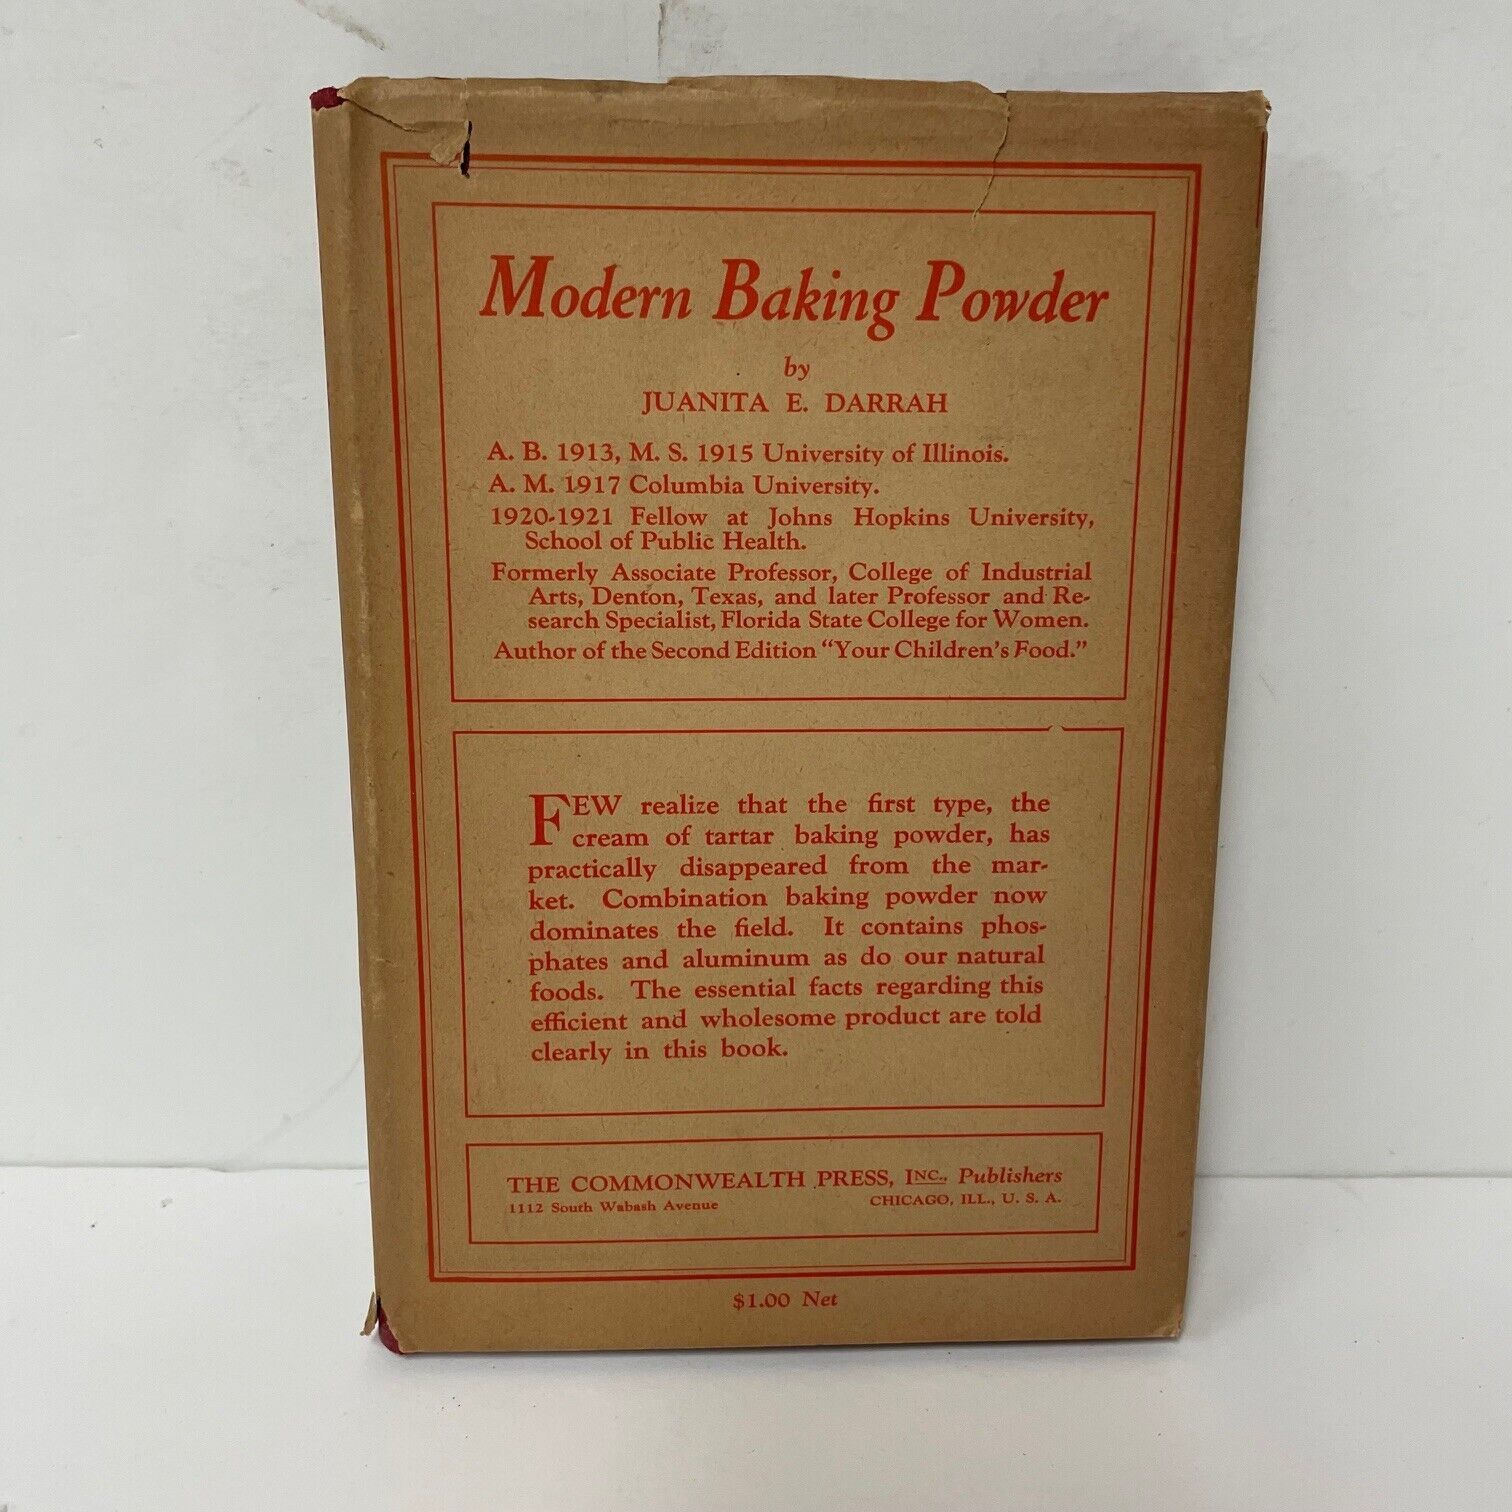 Modern Baking Powder
by
JUANITA E. DARRAH
A. B. 1913, M. S. 1915 University of Illinois.
A. M. 1917 Columbia University.
1920-1921 Fellow at Johns Hopkins University,
School of Public Health.
Formerly Associate Professor, College of Industrial
Arts, Denton, Texas, and later Professor and Re-
search Specialist, Florida State College for Women.
Author of the Second Edition "Your Children's Food."
FEW realize that the first type, the
cream of tartar baking powder, has
practically disappeared from the mar-
ket. Combination baking powder now
dominates the field. It contains phos-
phates and aluminum as do our natural
foods. The essential facts regarding this
efficient and wholesome product are told
clearly in this book.
THE COMMONWEALTH PRESS, INC., Publishers
1112 South Wabash Avenue CHICAGO, ILL., U. S. A.
$1.00 Net